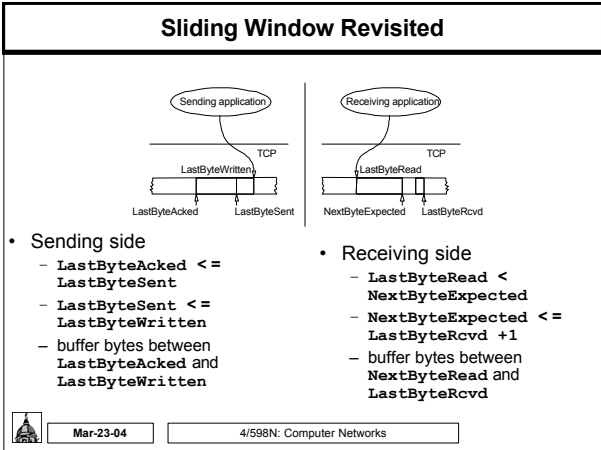 Sliding Window Revisited
Sending application
TCP
LastByteWritten
LastByteAcked
LastByteSent
Receiving application
TCP
LastByteRead
NextByteExpected
LastByteRcvd
• Sending side
– LastByteAcked <=
LastByteSent
– LastByteSent <=
LastByteWritten
– buffer bytes between
LastByteAcked and
LastByteWritten
• Receiving side
– LastByteRead <
NextByteExpected
– NextByteExpected <=
LastByteRcvd +1
– buffer bytes between
NextByteRead and
LastByteRcvd
Mar-23-04
4/598N: Computer Networks